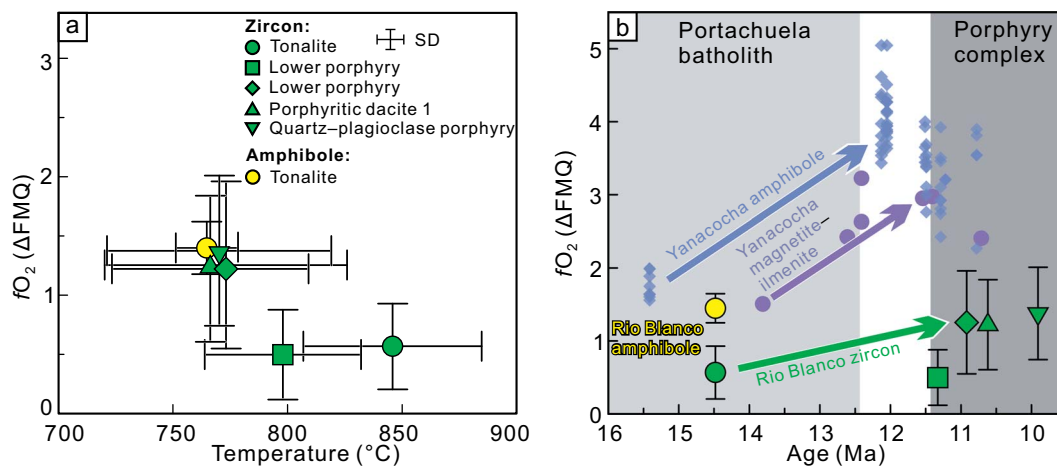 a
Zircon:
Tonalite
SD
Lower porphyry
Lower porphyry
Porphyritic dacite 1
Quartz–plagioclase porphyry
Amphibole:
Tonalite
3
2
1
0
fO₂ (ΔFMQ)
700
750
800
850
900
Temperature (°C)
b
Portachuela
batholith
Porphyry
complex
Yanacocha amphibole
Yanacocha
magnetite–
ilmenite
Rio Blanco
amphibole
Rio Blanco zircon
5
4
3
2
1
0
fO₂ (ΔFMQ)
16
15
14
13
12
11
10
Age (Ma)